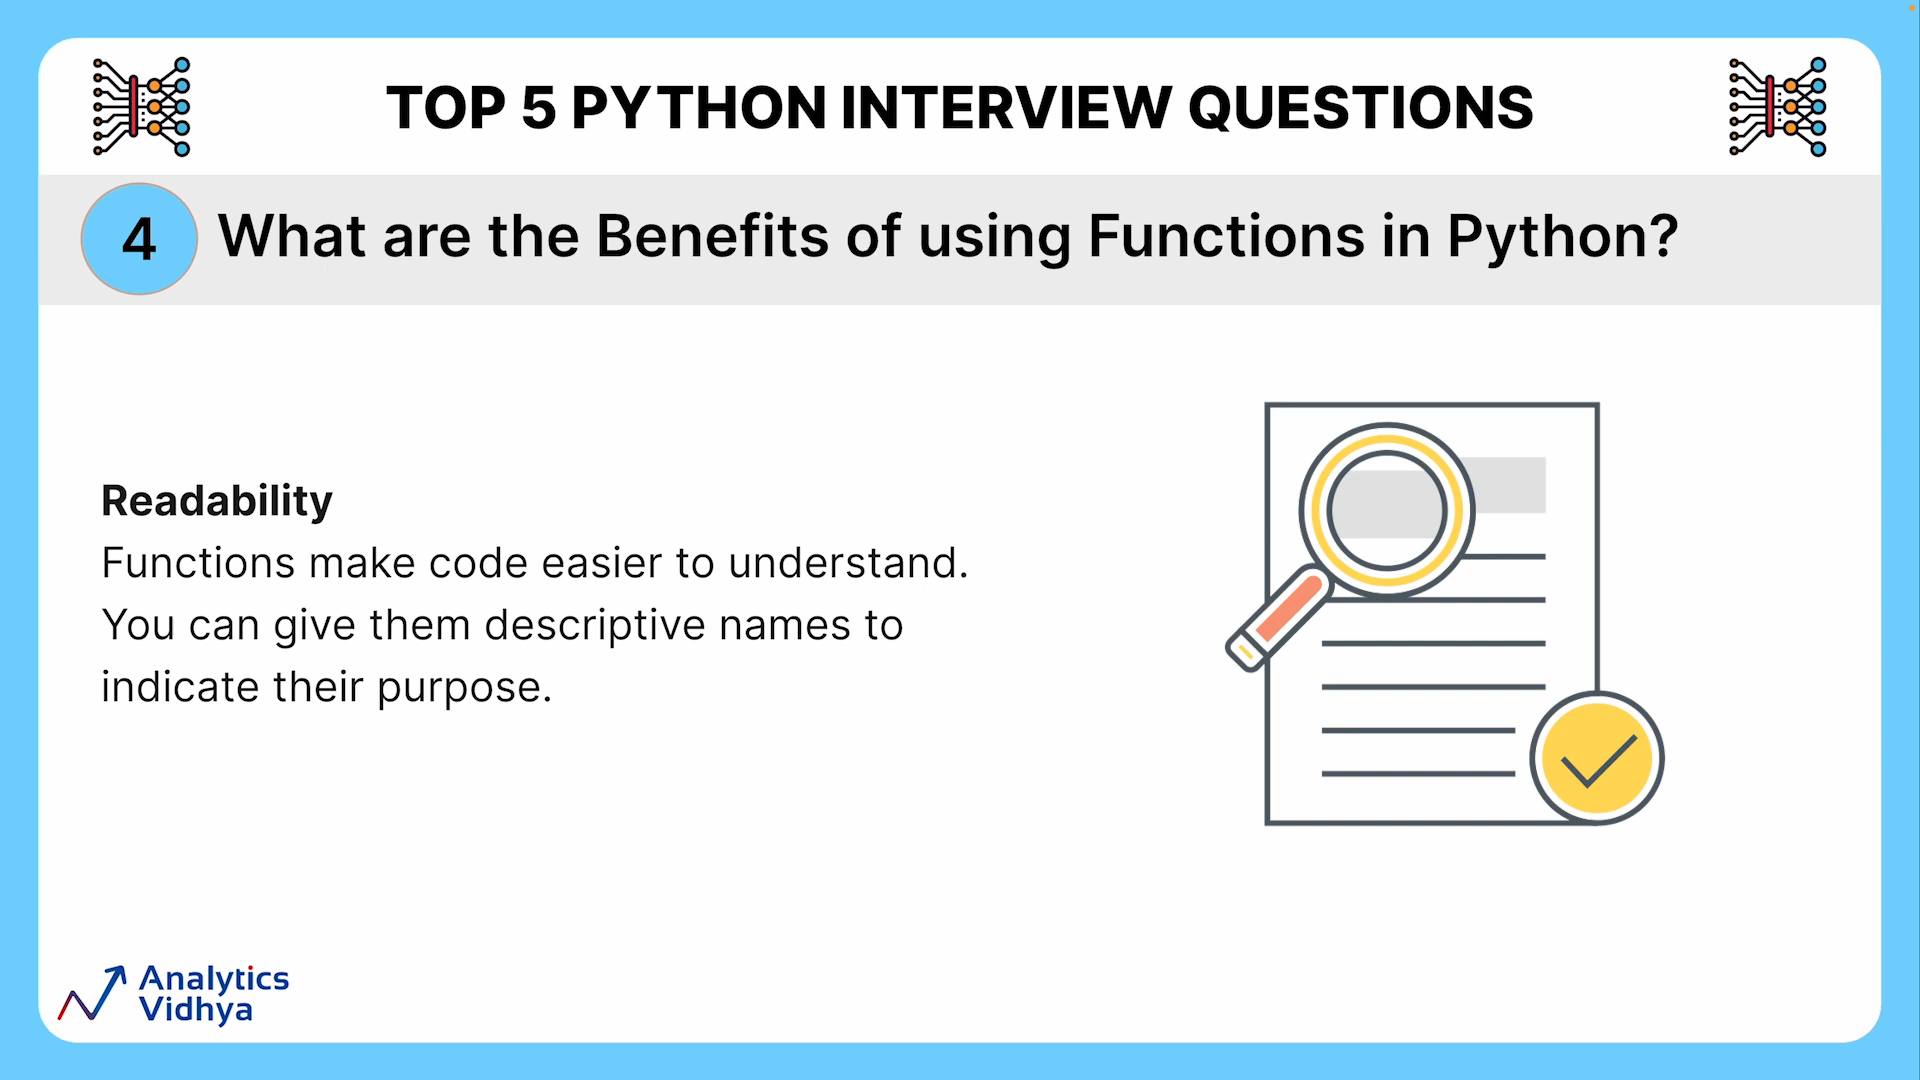 TOP 5 PYTHON INTERVIEW QUESTIONS
4 What are the Benefits of using Functions in Python?
Readability
Functions make code easier to understand.
You can give them descriptive names to
indicate their purpose.
Analytics
Vidhya